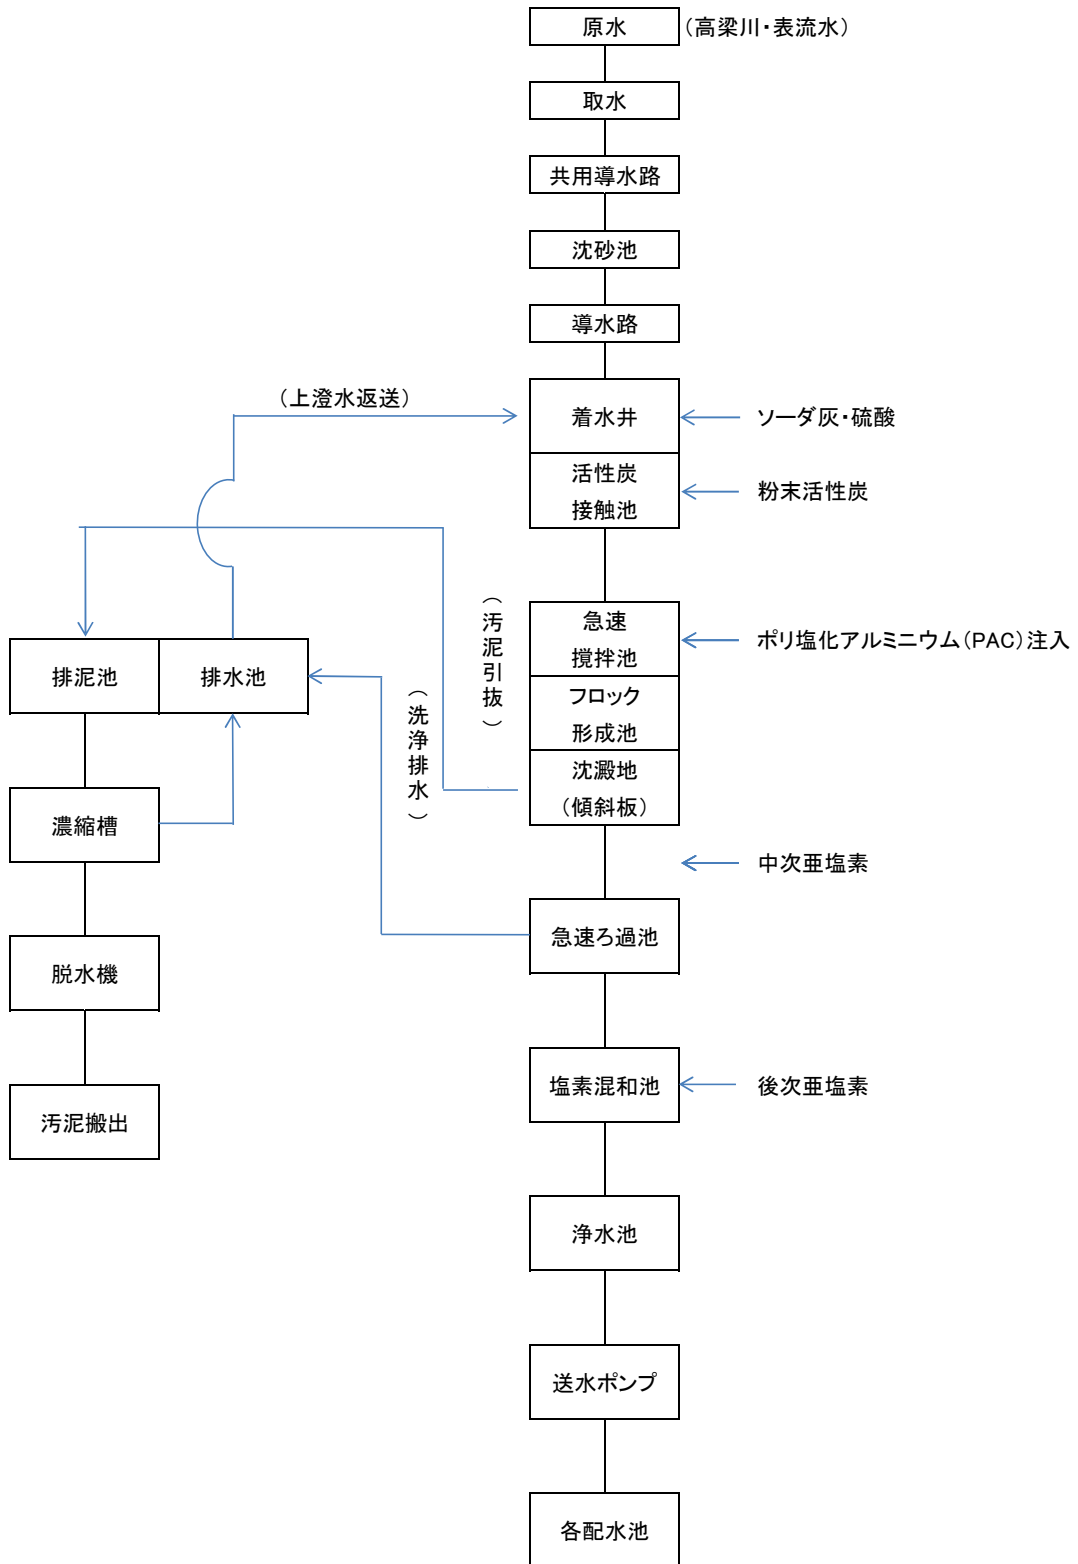 原水
（高梁川・表流水）
取水
共用導水路
沈砂池
導水路
（上澄水返送）
着水井
ソーダ灰・硫酸
活性炭
接触池
粉末活性炭
（汚泥引抜）
急速
攪拌池
ポリ塩化アルミニウム（PAC）注入
排泥池
排水池
（洗浄排水）
フロック
形成池
沈澱地
（傾斜板）
濃縮槽
中次亜塩素
急速ろ過池
脱水機
塩素混和池
後次亜塩素
汚泥搬出
浄水池
送水ポンプ
各配水池